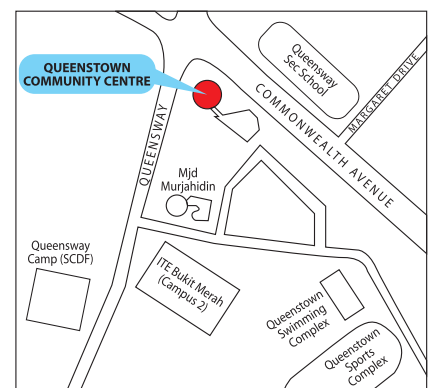 QUEENSTOWN
COMMUNITY CENTRE
Queensway
Sec School
MARGARET DRIVE
COMMONWEALTH AVENUE
QUEENSWAY
Mjd
Murjahidin
Queensway
Camp (SCDF)
ITE Bukit Merah
(Campus 2)
Queenstown
Swimming
Complex
Queenstown
Sports
Complex